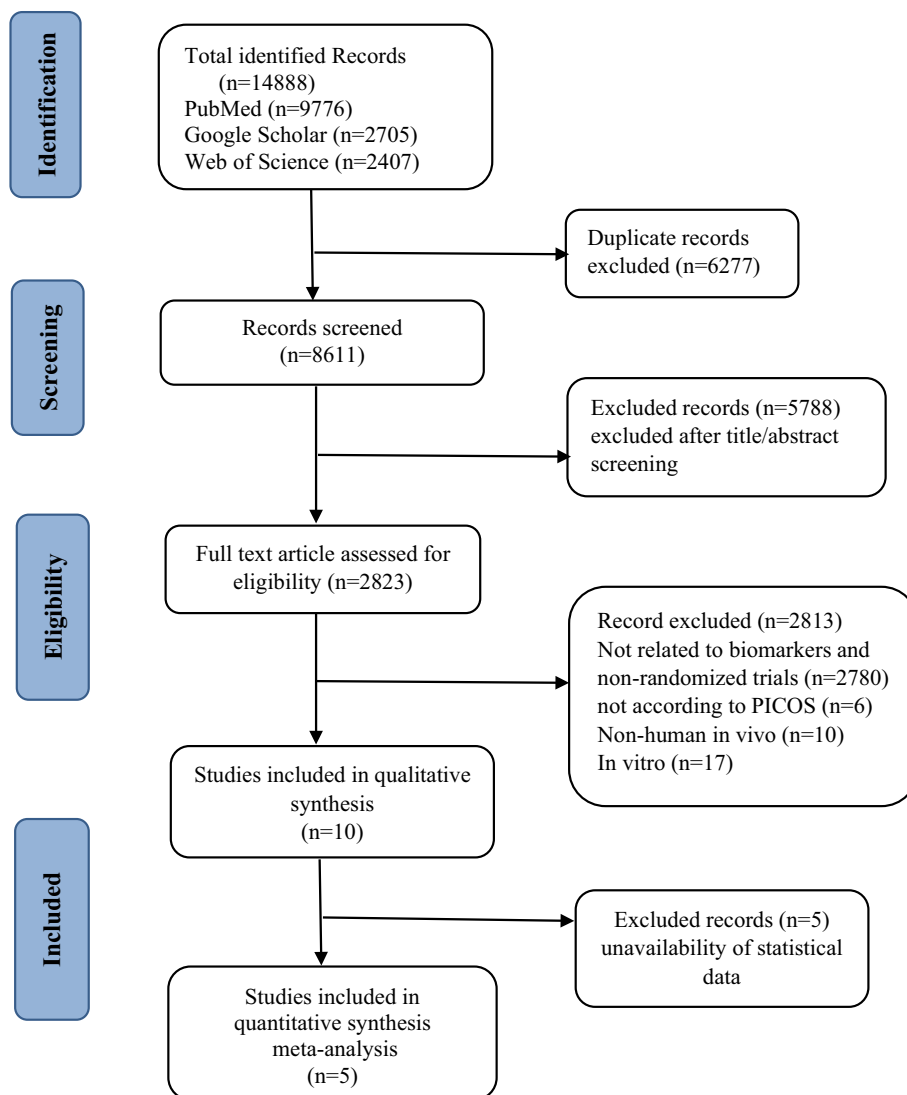 Identification
Total identified Records
(n=14888)
PubMed (n=9776)
Google Scholar (n=2705)
Web of Science (n=2407)
Duplicate records
excluded (n=6277)
Screening
Records screened
(n=8611)
Excluded records (n=5788)
excluded after title/abstract
screening
Eligibility
Full text article assessed for
eligibility (n=2823)
Record excluded (n=2813)
Not related to biomarkers and
non-randomized trials (n=2780)
not according to PICOS (n=6)
Non-human in vivo (n=10)
In vitro (n=17)
Studies included in qualitative
synthesis
(n=10)
Included
Excluded records (n=5)
unavailability of statistical
data
Studies included in
quantitative synthesis
meta-analysis
(n=5)